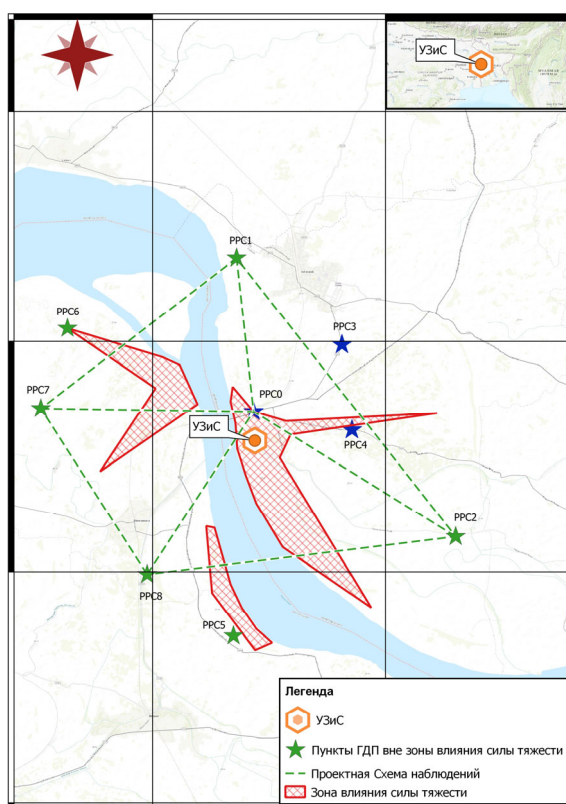 УЗиС
PPC1
PPC6
PPC3
PPC7
PPC0
УЗиС
PPC4
PPC2
PPC8
PPC5
Легенда
УЗиС
Пункты ГДП вне зоны влияния силы тяжести
Проектная Схема наблюдений
Зона влияния силы тяжести